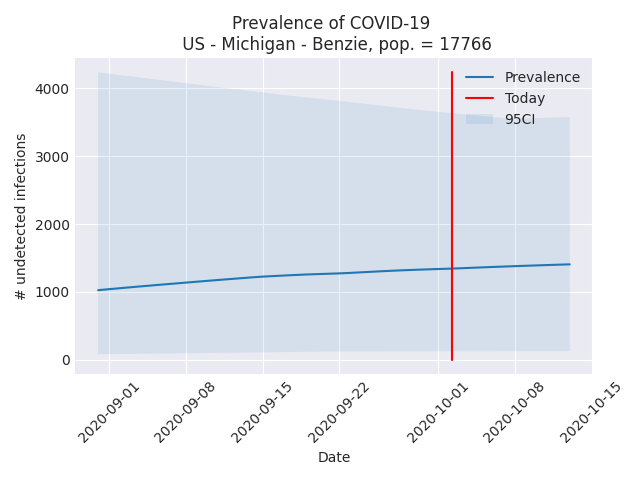 Prevalence of COVID-19
US - Michigan - Benzie, pop. = 17766
Prevalence
Today
95CI
4000
3000
2000
1000
0
# undetected infections
2020-09-01
2020-09-08
2020-09-15
2020-09-22
2020-10-01
2020-10-08
2020-10-15
Date